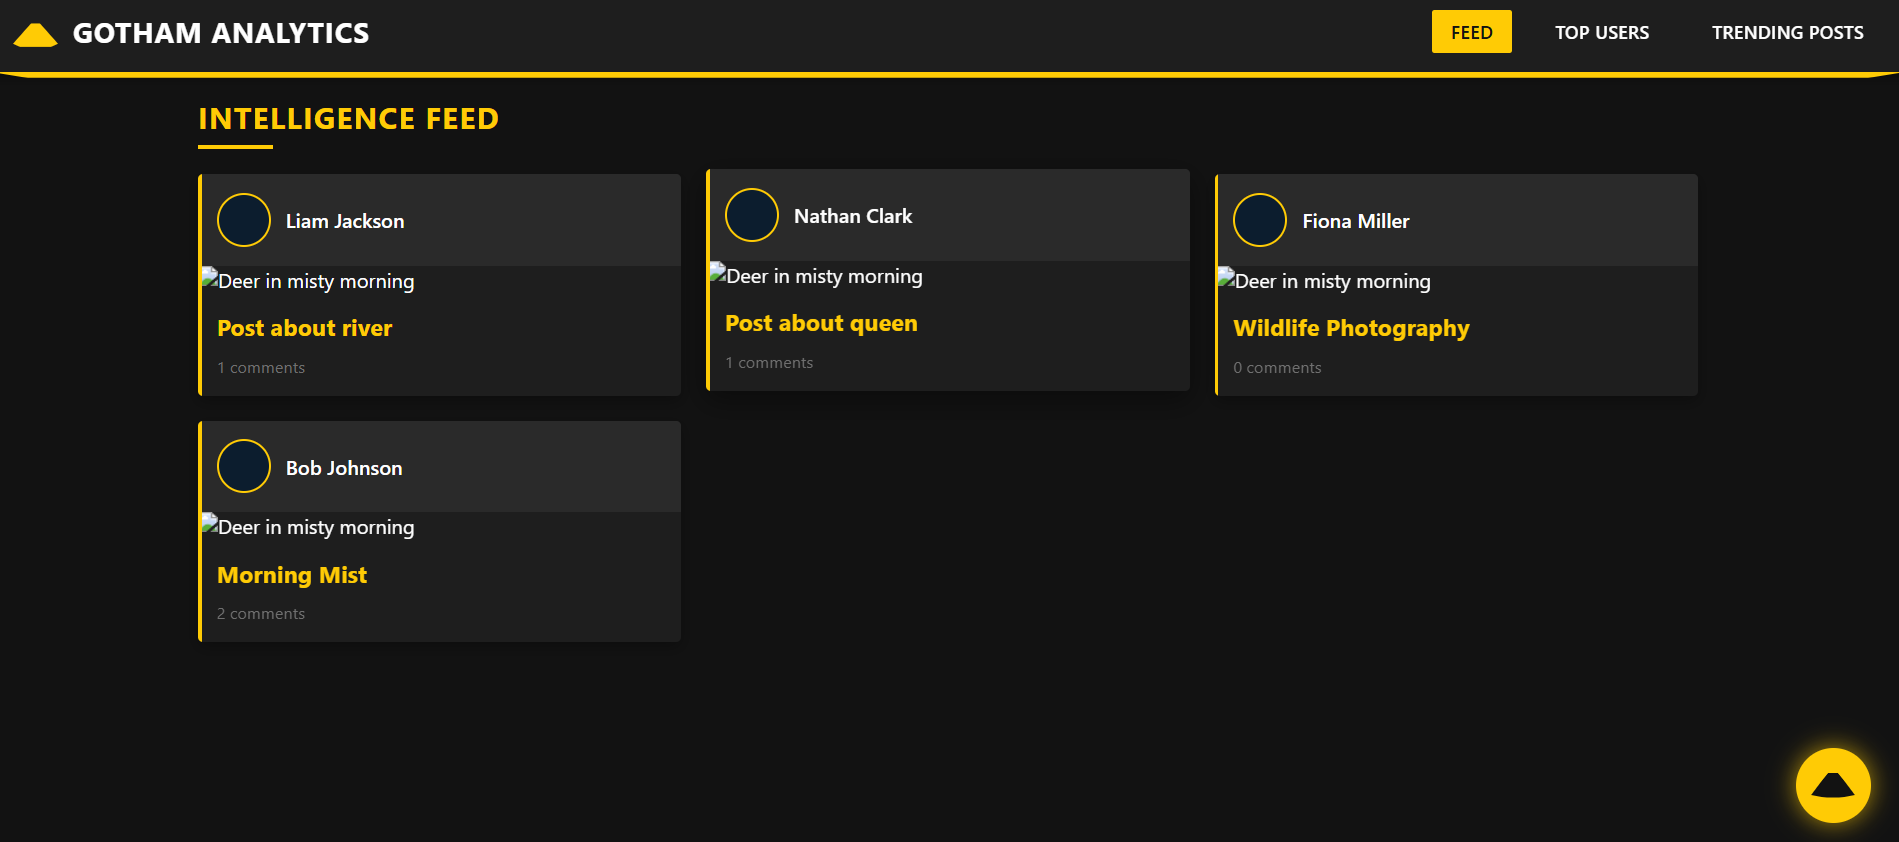 GOTHAM ANALYTICS
FEED
TOP USERS
TRENDING POSTS
INTELLIGENCE FEED
Liam Jackson
Deer in misty morning
Post about river
1 comments
Nathan Clark
Deer in misty morning
Post about queen
1 comments
Fiona Miller
Deer in misty morning
Wildlife Photography
0 comments
Bob Johnson
Deer in misty morning
Morning Mist
2 comments